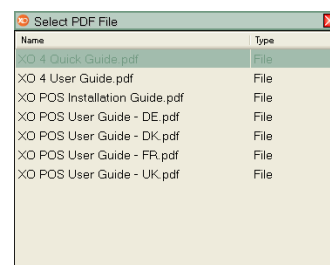 XO Select PDF File
Name Type
XO 4 Quick Guide.pdf File
XO 4 User Guide.pdf File
XO POS Installation Guide.pdf File
XO POS User Guide - DE.pdf File
XO POS User Guide - DK.pdf File
XO POS User Guide - FR.pdf File
XO POS User Guide - UK.pdf File